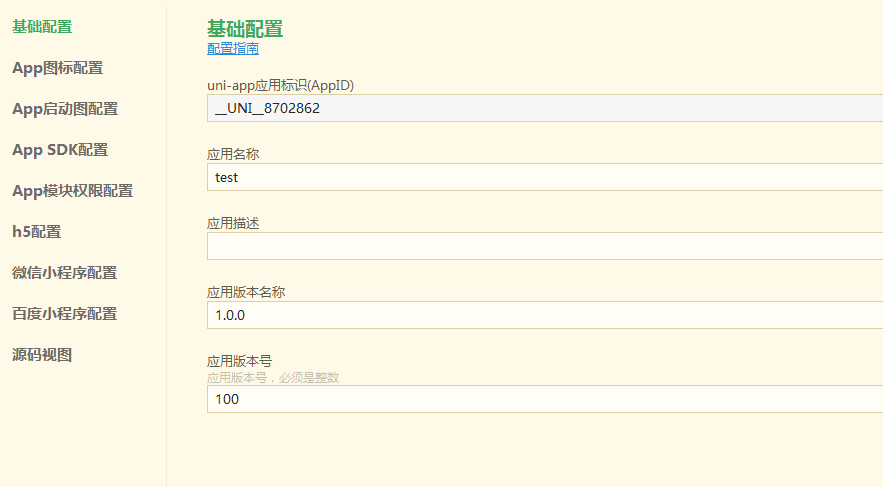 基础配置
App图标配置
App启动图配置
App SDK配置
App模块权限配置
h5配置
微信小程序配置
百度小程序配置
源码视图
基础配置
配置指南
uni-app应用标识(AppID)
__UNI__8702862
应用名称
test
应用描述
应用版本名称
1.0.0
应用版本号
应用版本号，必须是整数
100